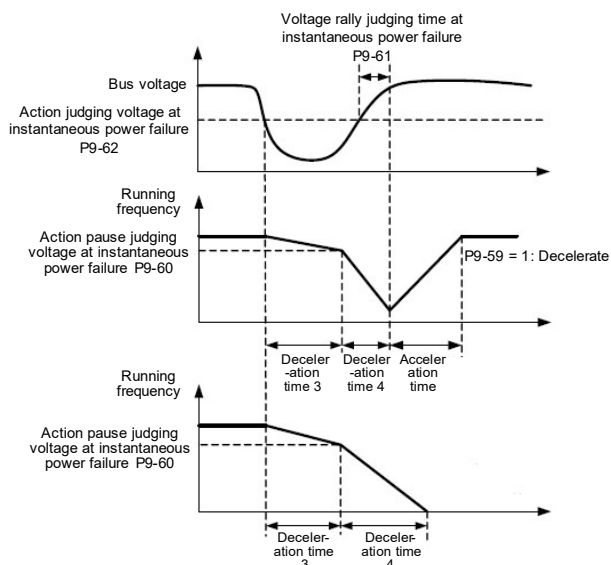 Voltage rally judging time at
instantaneous power failure
P9-61
Bus voltage
Action judging voltage at
instantaneous power failure
P9-62
Running
frequency
Action pause judging
voltage at instantaneous
power failure P9-60
P9-59 = 1: Decelerate
Deceler
-ation
time 3
Deceler
-ation
time 4
Acceler
ation
time
Running
frequency
Action pause judging
voltage at instantaneous
power failure P9-60
Deceler-
ation time
3
Deceler-
ation time
4